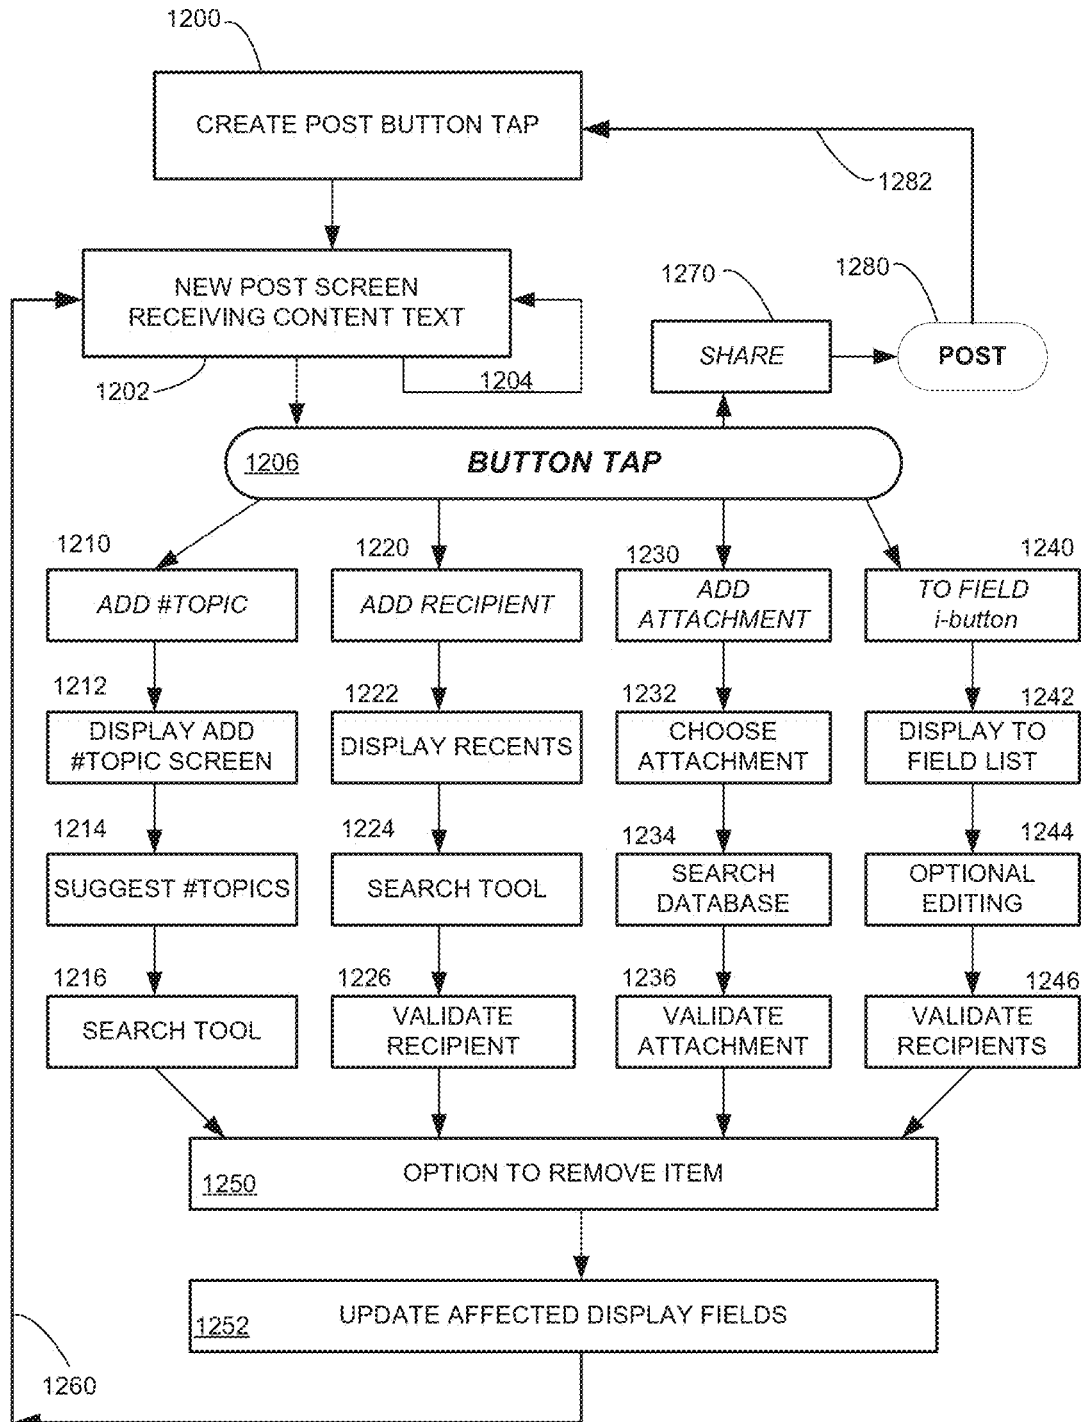 1200
CREATE POST BUTTON TAP
1282
NEW POST SCREEN
RECEIVING CONTENT TEXT
1202
1204
1270
SHARE
1280
POST
1206
BUTTON TAP
1210
1220
1230
1240
ADD #TOPIC
ADD RECIPIENT
ADD
ATTACHMENT
TO FIELD
i-button
1212
1222
1232
1242
DISPLAY ADD
#TOPIC SCREEN
DISPLAY RECENTS
CHOOSE
ATTACHMENT
DISPLAY TO
FIELD LIST
1214
1224
1234
1244
SUGGEST #TOPICS
SEARCH TOOL
SEARCH
DATABASE
OPTIONAL
EDITING
1216
1226
1236
1246
SEARCH TOOL
VALIDATE
RECIPIENT
VALIDATE
ATTACHMENT
VALIDATE
RECIPIENTS
OPTION TO REMOVE ITEM
1250
UPDATE AFFECTED DISPLAY FIELDS
1252
1260